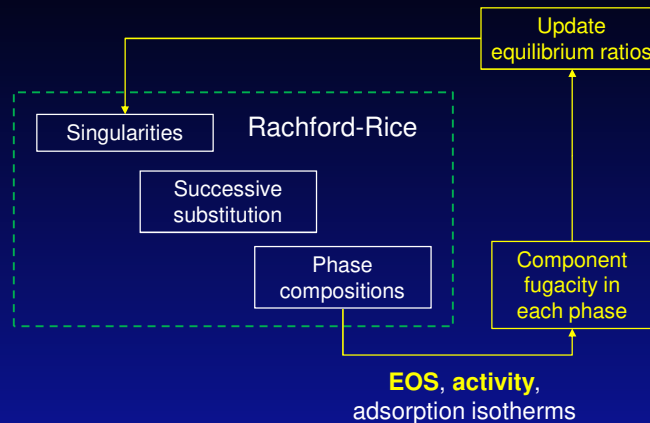 Update
equilibrium ratios
Rachford-Rice
Singularities
Successive
substitution
Phase
compositions
Component
fugacity in
each phase
EOS, activity,
adsorption isotherms